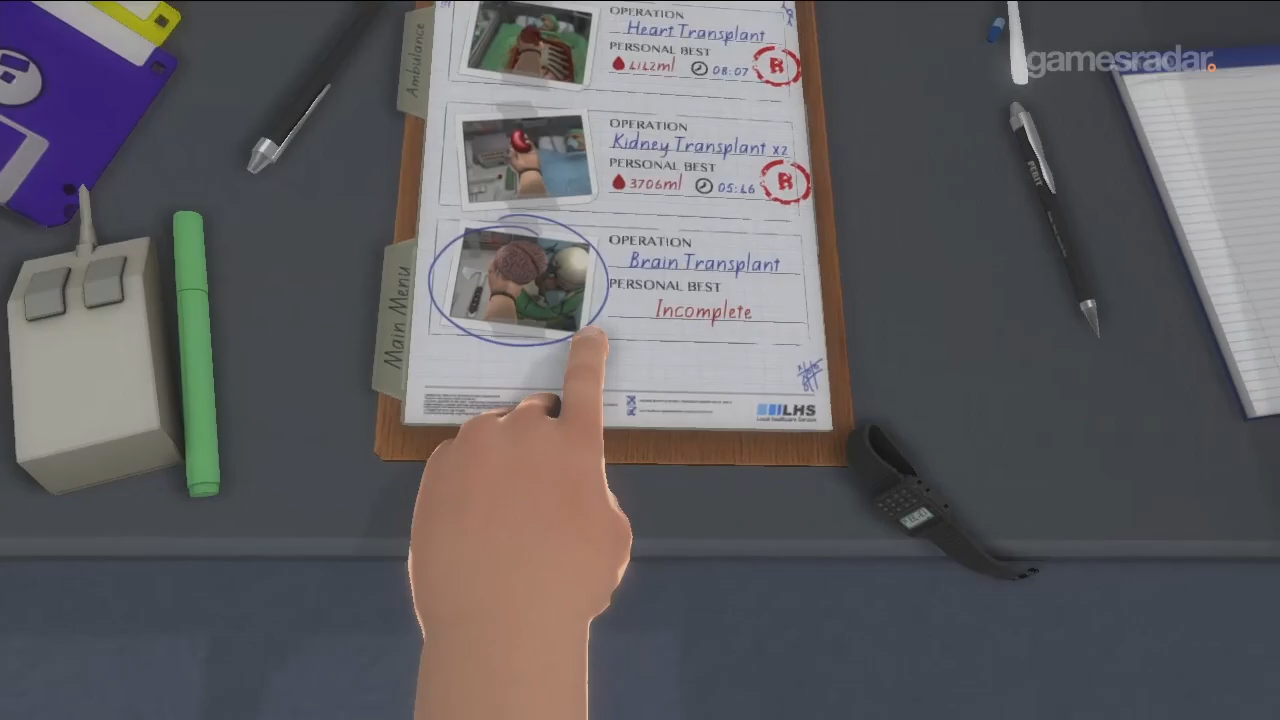 OPERATION
Heart Transplant
PERSONAL BEST
4142ml 08:07 B
gamesradar.
Ambulance
OPERATION
Kidney Transplant x2
PERSONAL BEST
3706ml 05:46 B
OPERATION
Brain Transplant
PERSONAL BEST
Incomplete
Main Menu
LHS